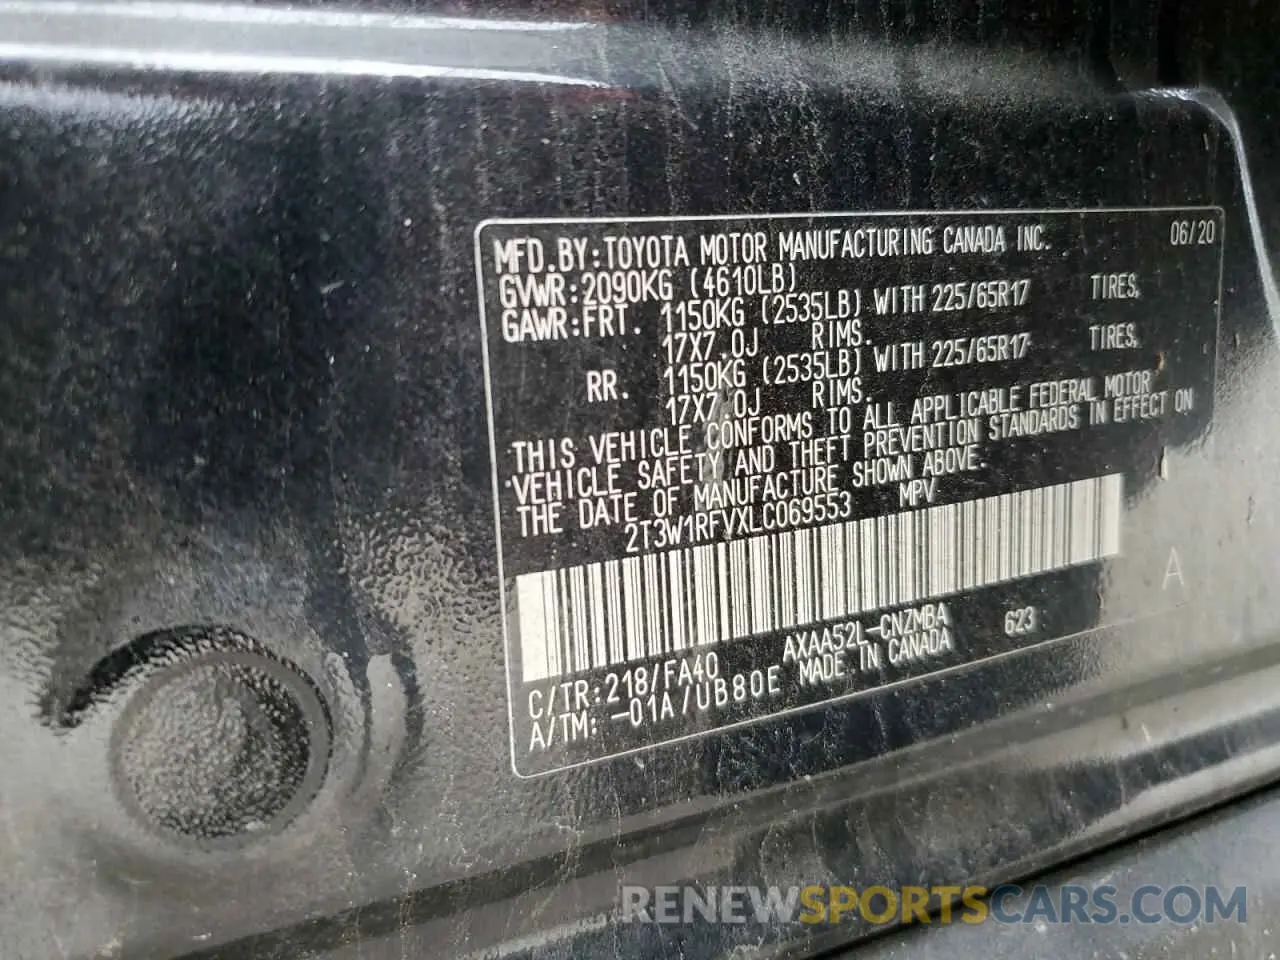 MFD.BY:TOYOTA MOTOR MANUFACTURING CANADA INC. 06/20
GVWR:2090KG (4610LB)
GAWR:FRT. 1150KG (2535LB) WITH 225/65R17 TIRES,
17X7.0J RIMS.
RR. 1150KG (2535LB) WITH 225/65R17 TIRES,
17X7.0J RIMS.
THIS VEHICLE CONFORMS TO ALL APPLICABLE FEDERAL MOTOR
VEHICLE SAFETY AND THEFT PREVENTION STANDARDS IN EFFECT ON
THE DATE OF MANUFACTURE SHOWN ABOVE.
2T3W1RFVXLC069553 MPV
A
C/TR:218/FA40 AXAA52L-CNZMBA 623
A/TM: -01A/UB80E MADE IN CANADA
RENEWSPORTSCARS.COM